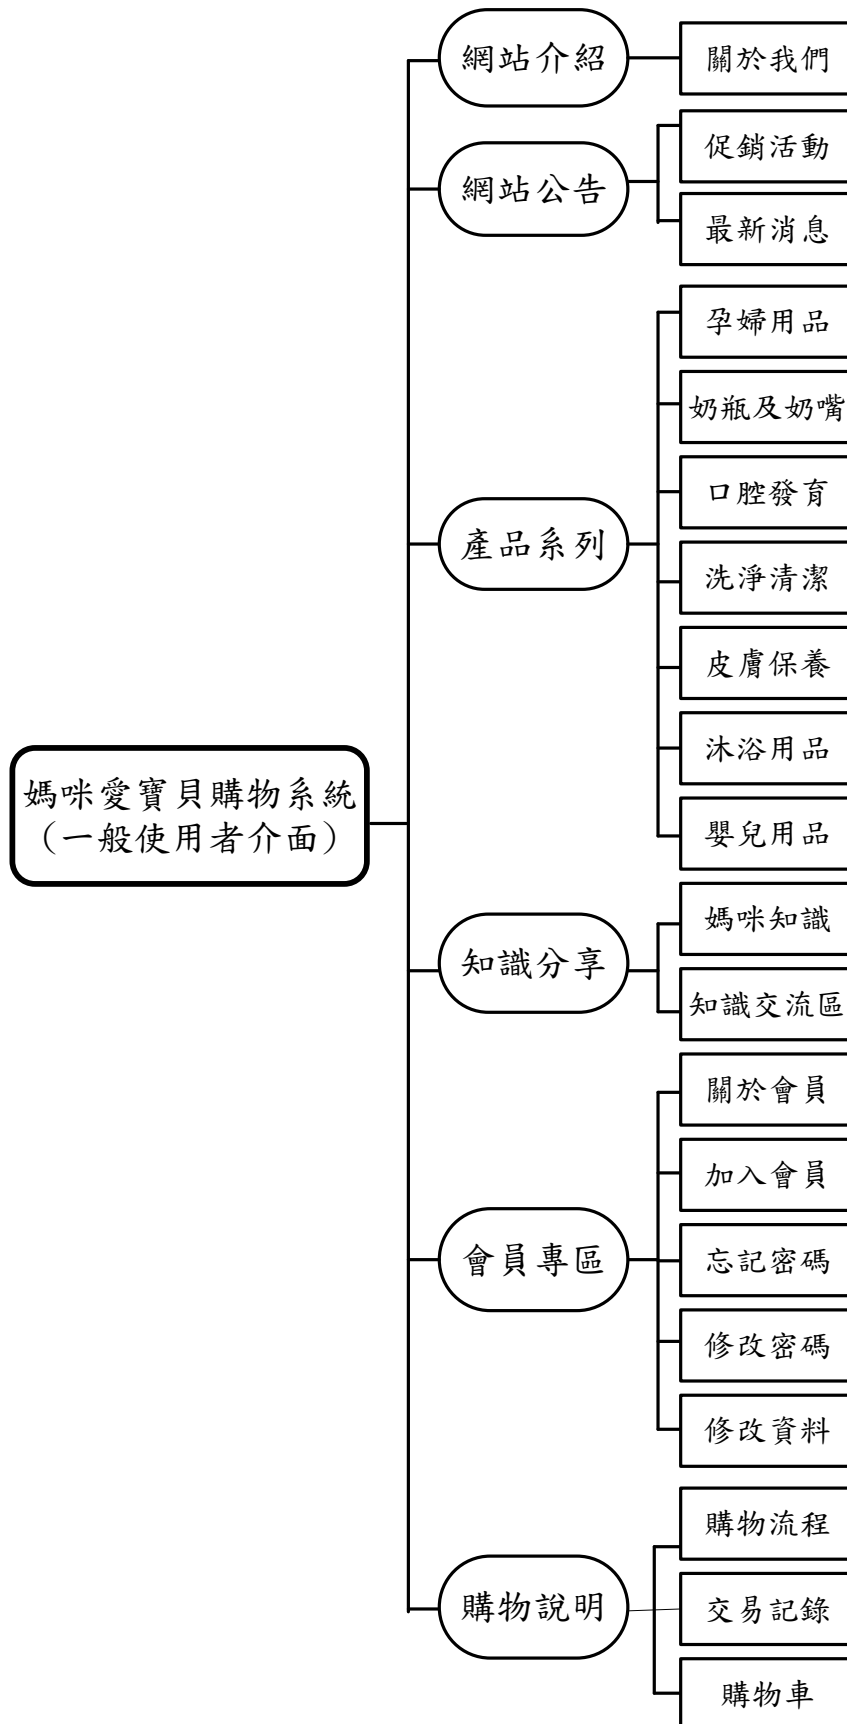 媽咪愛寶貝購物系統
（一般使用者介面）
網站介紹
關於我們
網站公告
促銷活動
最新消息
產品系列
孕婦用品
奶瓶及奶嘴
口腔發育
洗淨清潔
皮膚保養
沐浴用品
嬰兒用品
知識分享
媽咪知識
知識交流區
會員專區
關於會員
加入會員
忘記密碼
修改密碼
修改資料
購物說明
購物流程
交易記錄
購物車